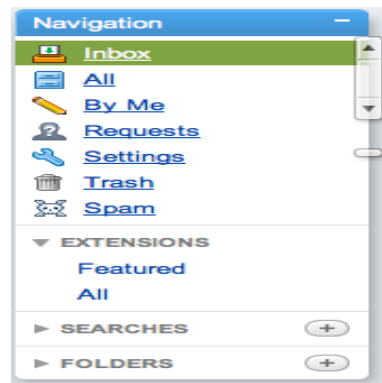 Navigation
Inbox
All
By Me
Requests
Settings
Trash
Spam
EXTENSIONS
Featured
All
SEARCHES
FOLDERS